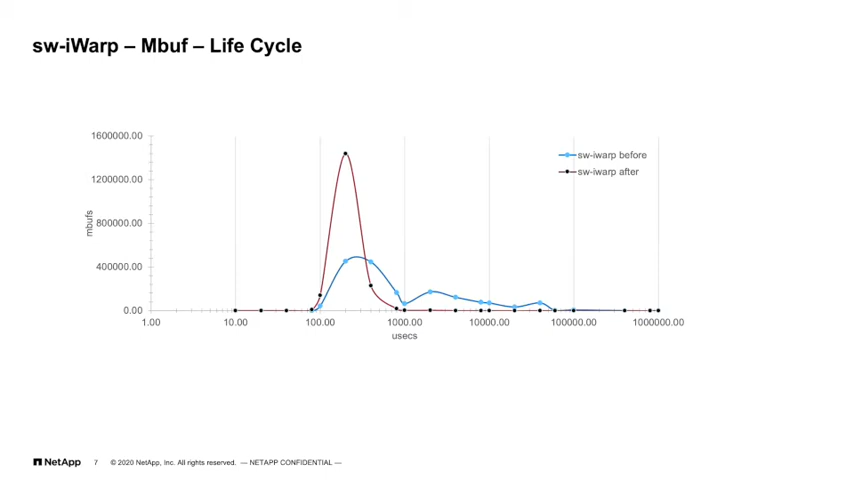 sw-iWarp – Mbuf – Life Cycle
1600000.00
1200000.00
800000.00
400000.00
0.00
mbufs
sw-iwarp before
sw-iwarp after
1.00 10.00 100.00 1000.00 10000.00 100000.00 1000000.00
usecs
NetApp 7 © 2020 NetApp, Inc. All rights reserved. — NETAPP CONFIDENTIAL —